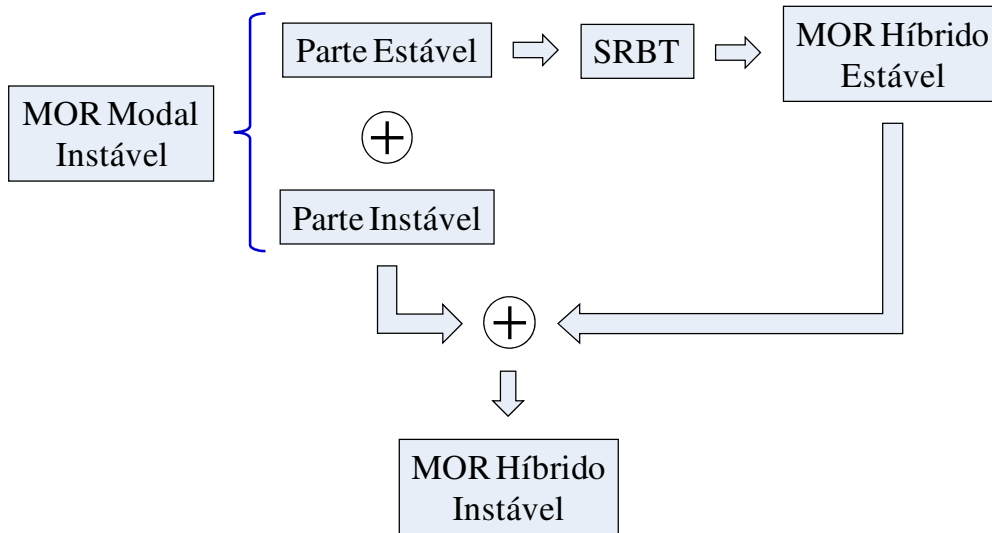 Parte Estável
SRBT
MOR Híbrido
Estável
MOR Modal
Instável
+
Parte Instável
+
MOR Híbrido
Instável